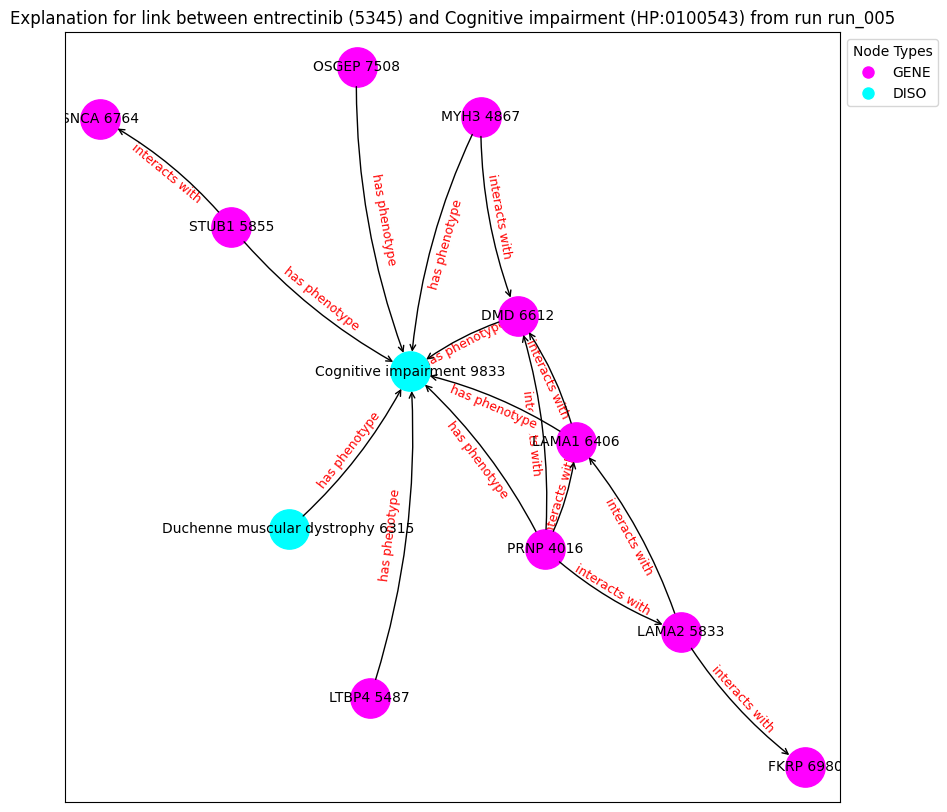 Explanation for link between entrectinib (5345) and Cognitive impairment (HP:0100543) from run run_005
Node Types
GENE
DISO
OSGEP 7508
SNCA 6764
MYH3 4867
interacts with
has phenotype
interacts with
has phenotype
STUB1 5855
has phenotype
DMD 6612
has phenotype
interacts with
Cognitive impairment 9833
has phenotype
interacts with
LAMA1 6406
has phenotype
has phenotype
interacts with
interacts with
Duchenne muscular dystrophy 6315
has phenotype
PRNP 4016
interacts with
LAMA2 5833
LTBP4 5487
interacts with
FKRP 6980